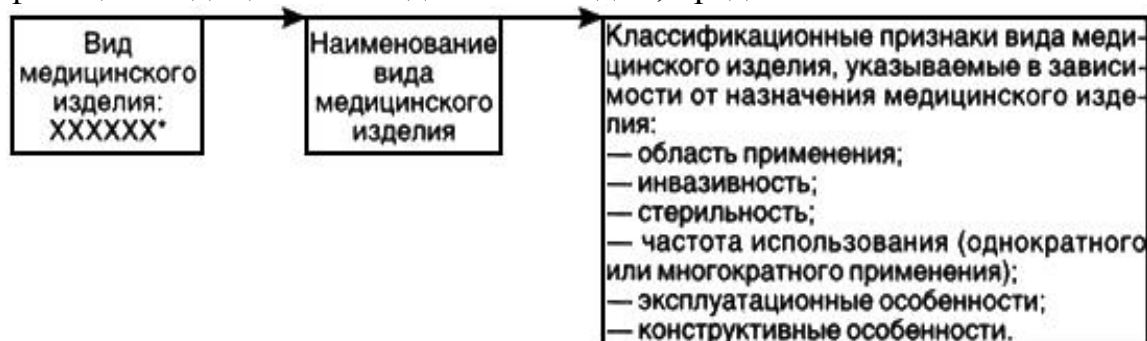 Вид
медицинского
изделия:
XXXXXX*
Наименование
вида
медицинского
изделия
Классификационные признаки вида меди-
цинского изделия, указываемые в зависи-
мости от назначения медицинского изде-
лия:
— область применения;
— инвазивность;
— стерильность;
— частота использования (однократного
или многократного применения);
— эксплуатационные особенности;
— конструктивные особенности.